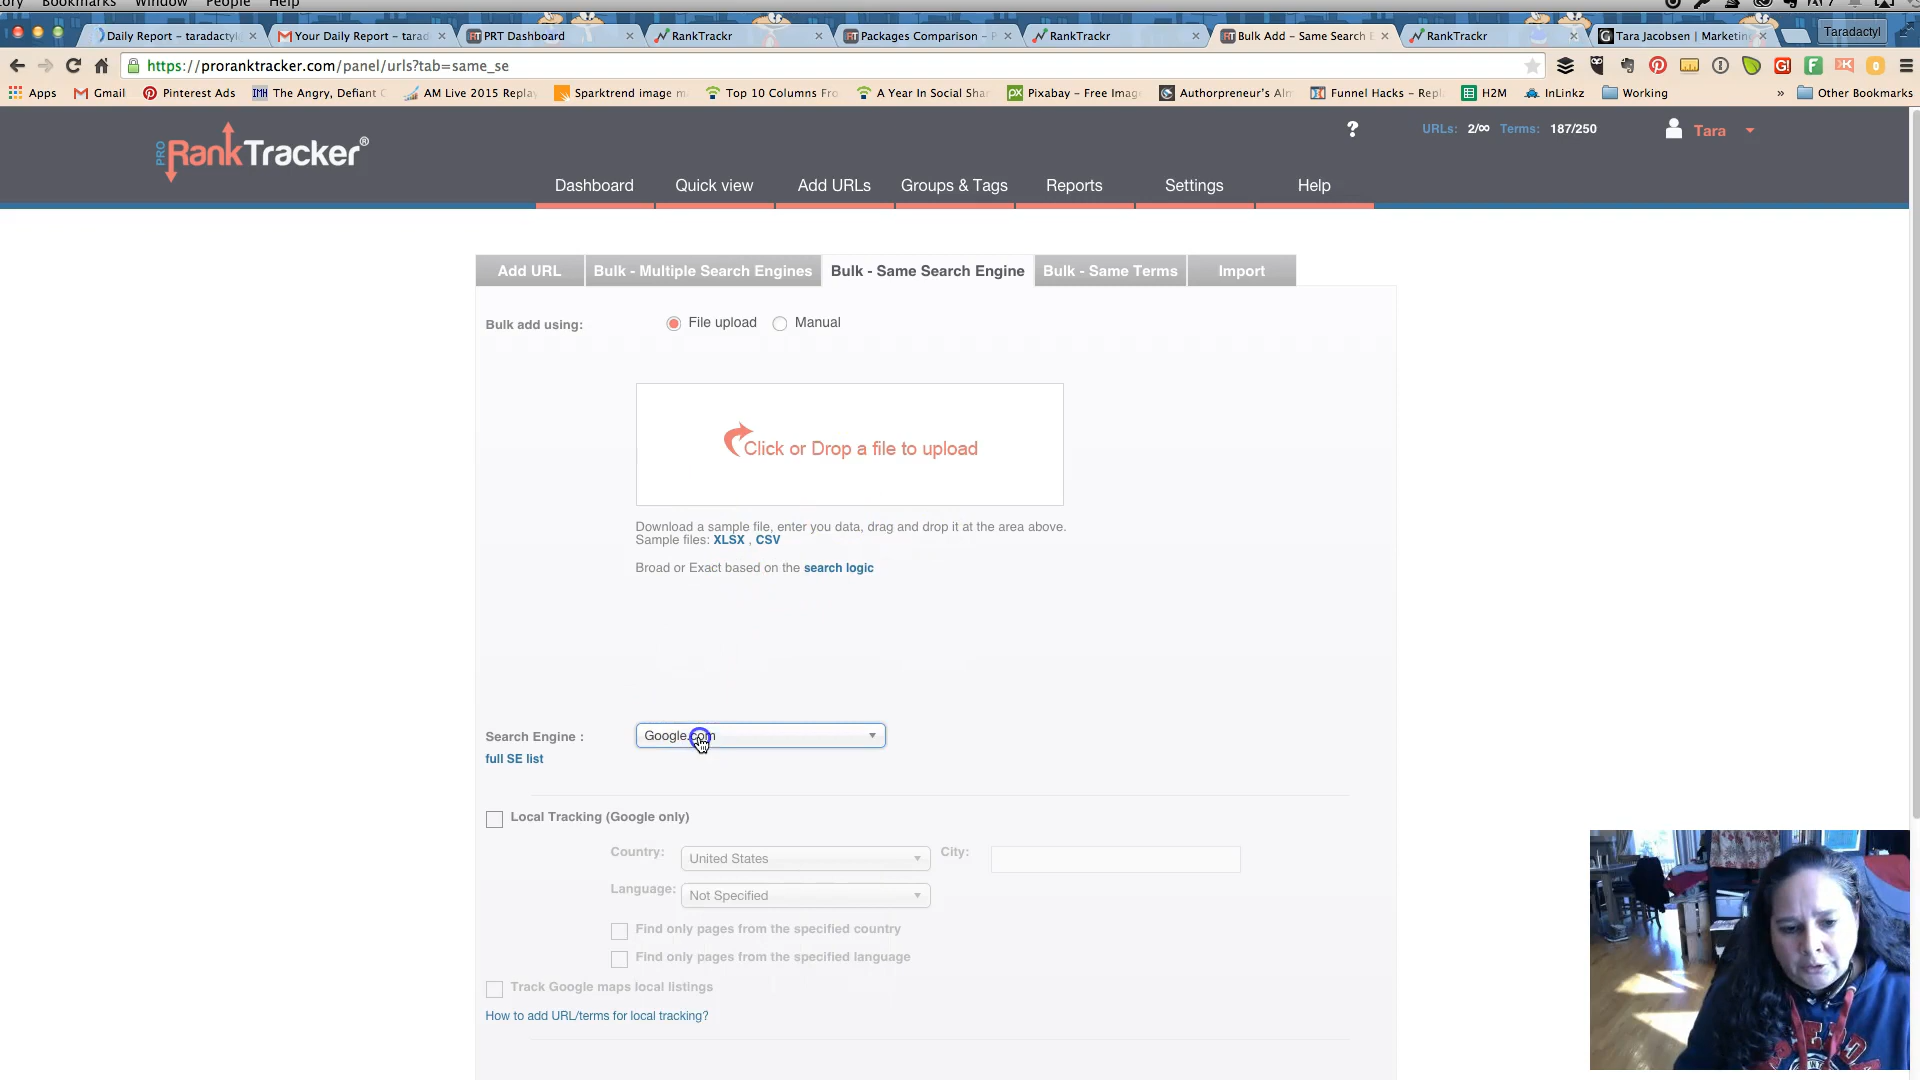 ory Bookmarks Window People Help
Daily Report – taradactyl
Your Daily Report – tarad
PRT Dashboard
RankTrackr
Packages Comparison – P
RankTrackr
Bulk Add – Same Search E
RankTrackr
Tara Jacobsen | Marketin
Taradactyl
https://proranktracker.com/panel/urls?tab=same_se
Apps
Gmail
Pinterest Ads
The Angry, Defiant C
AM Live 2015 Replay
Sparktrend image m
Top 10 Columns Fro
A Year In Social Shar
Pixabay – Free Imag
Authorpreneur's Alm
Funnel Hacks – Repl
H2M
InLinkz
Working
»
Other Bookmarks
PRO RankTracker®
?
URLs: 2/∞ Terms: 187/250
Tara
Dashboard
Quick view
Add URLs
Groups & Tags
Reports
Settings
Help
Add URL
Bulk - Multiple Search Engines
Bulk - Same Search Engine
Bulk - Same Terms
Import
Bulk add using:
File upload
Manual
Click or Drop a file to upload
Download a sample file, enter you data, drag and drop it at the area above.
Sample files: XLSX , CSV
Broad or Exact based on the search logic
Search Engine :
Google.com
full SE list
Local Tracking (Google only)
Country:
United States
City:
Language:
Not Specified
Find only pages from the specified country
Find only pages from the specified language
Track Google maps local listings
How to add URL/terms for local tracking?